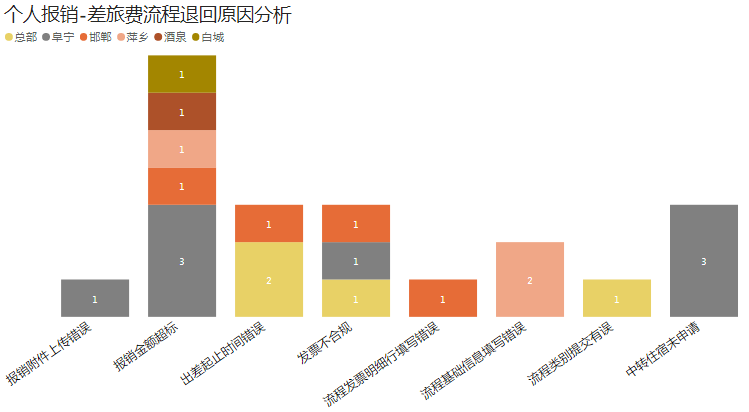 个人报销-差旅费流程退回原因分析
总部 阜宁 邯郸 萍乡 酒泉 白城
1
1
1
1
3
1
2
1
1
1
1
1
2
1
3
报销附件上传错误
报销金额超标
出差起止时间错误
发票不合规
流程发票明细行填写错误
流程基础信息填写错误
流程类别提交有误
中转住宿未申请